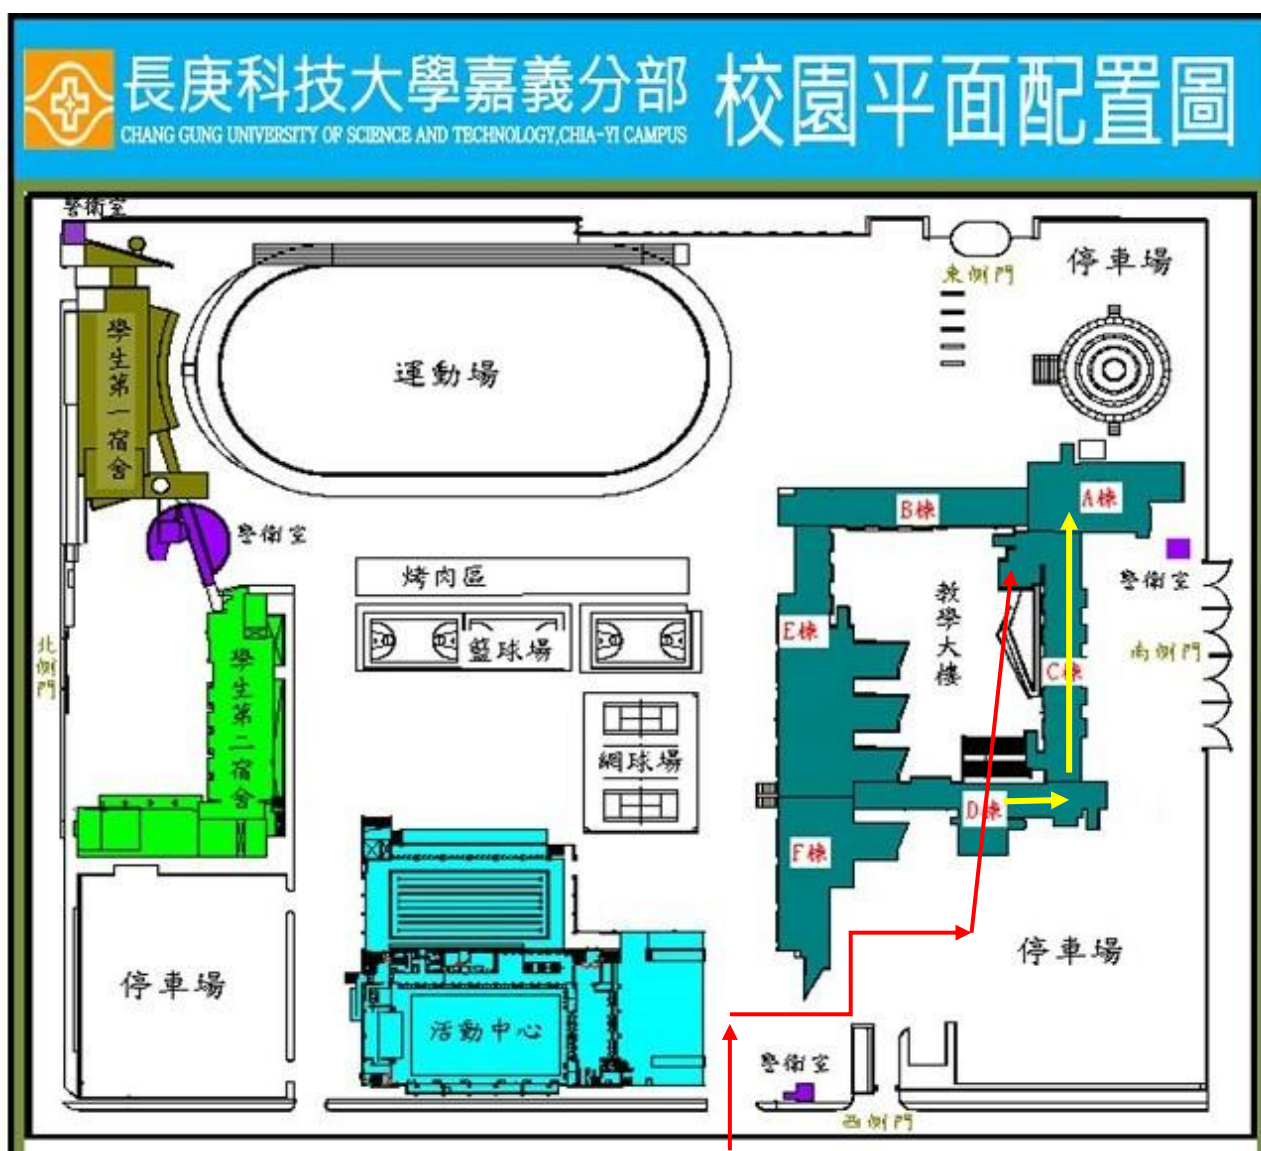 長庚科技大學嘉義分部 校園平面配置圖
CHANG GUNG UNIVERSITY OF SCIENCE AND TECHNOLOGY,CHIA-YI CAMPUS
警衛室
東側門
停車場
學生第一宿舍
運動場
A棟
B棟
警衛室
警衛室
烤肉區
教學大樓
E棟
籃球場
北側門
南側門
學生第二宿舍
C棟
網球場
D棟
F棟
停車場
停車場
活動中心
警衛室
西側門